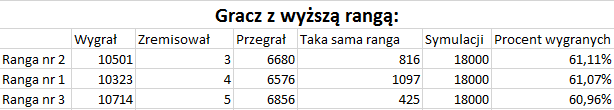 Gracz z wyższą rangą:
Wygrał Zremisował Przegrał Taka sama ranga Symulacji Procent wygranych
Ranga nr 2 10501 3 6680 816 18000 61,11%
Ranga nr 1 10323 4 6576 1097 18000 61,07%
Ranga nr 3 10714 5 6856 425 18000 60,96%